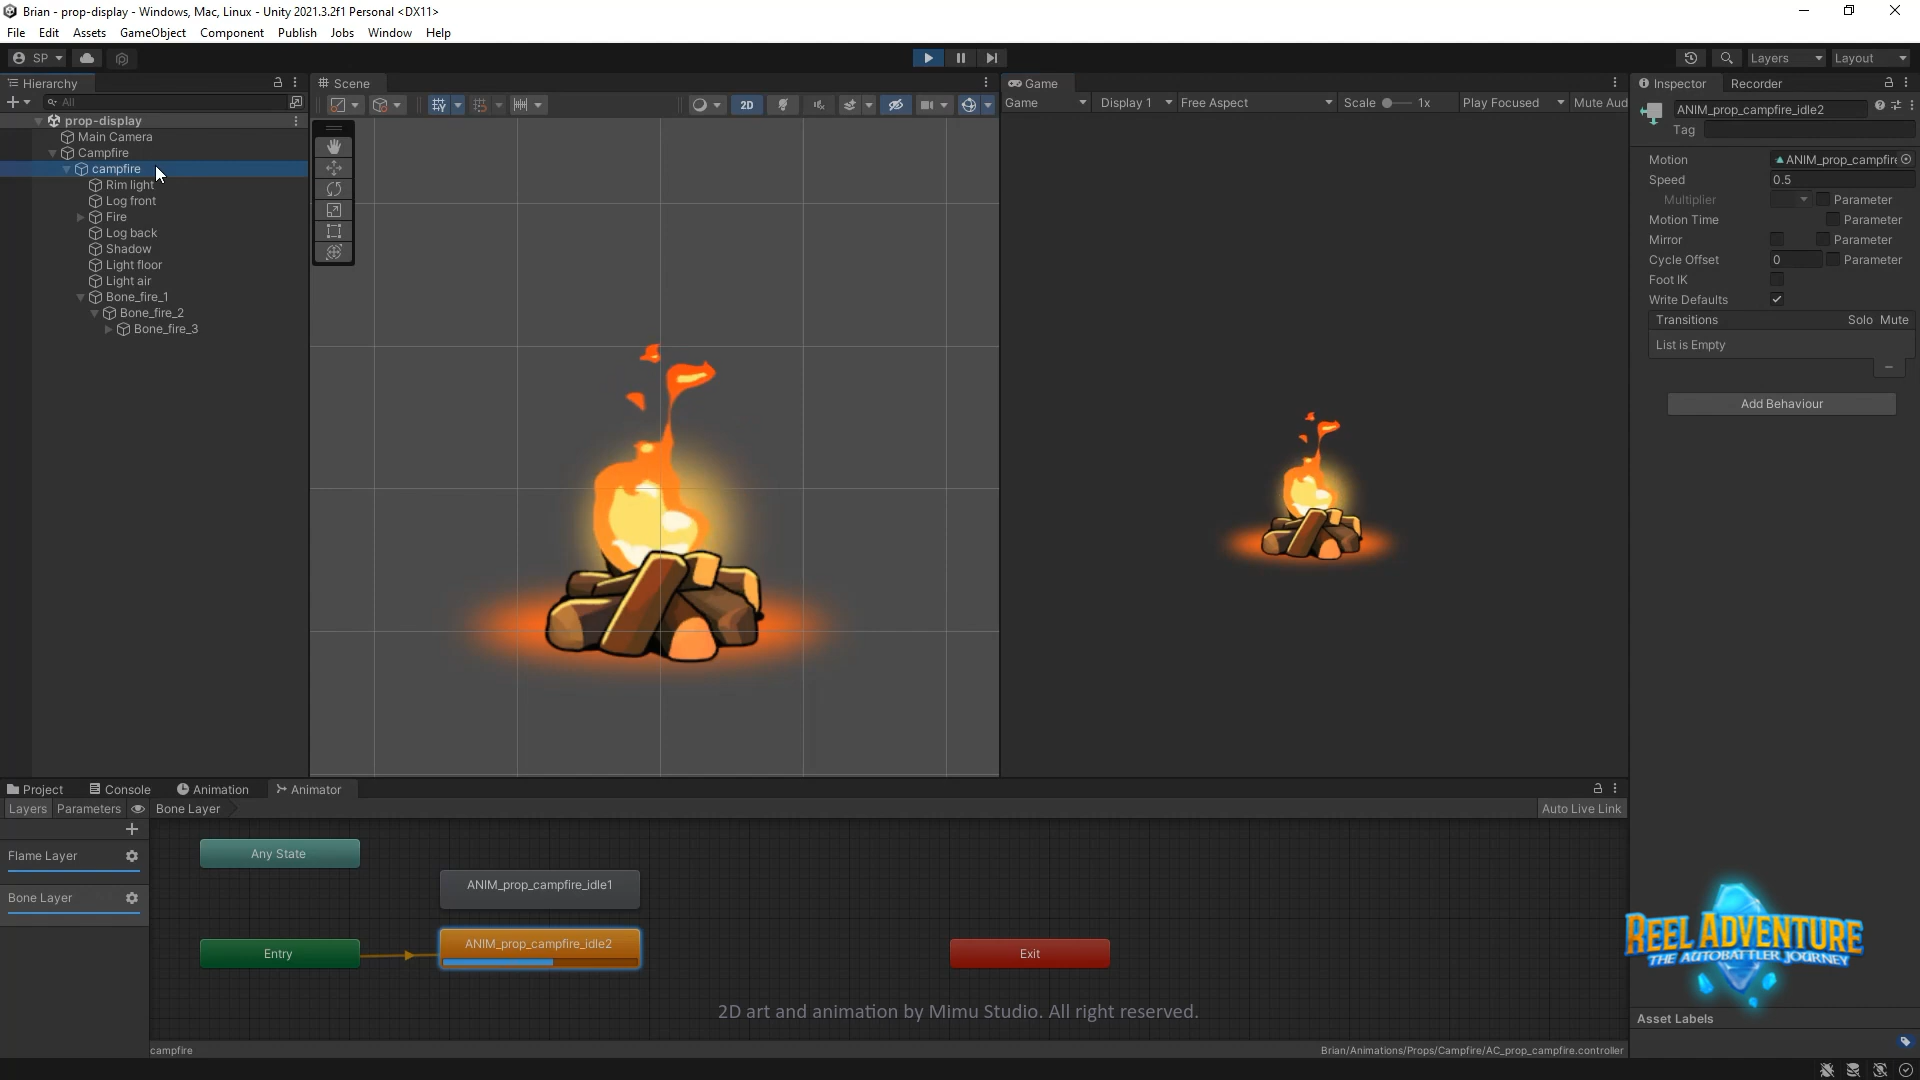 Brian - prop-display - Windows, Mac, Linux - Unity 2021.3.2f1 Personal <DX11>
File Edit Assets GameObject Component Publish Jobs Window Help
SP
Layers
Layout
Hierarchy
All
prop-display
Main Camera
Campfire
campfire
Rim light
Log front
Fire
Log back
Shadow
Light floor
Light air
Bone_fire_1
Bone_fire_2
Bone_fire_3
Scene
2D
Game
Game Display 1 Free Aspect Scale 1x Play Focused Mute Aud
Inspector Recorder
ANIM_prop_campfire_idle2
Tag
Motion ANIM_prop_campfire
Speed 0.5
Multiplier Parameter
Motion Time Parameter
Mirror Parameter
Cycle Offset 0 Parameter
Foot IK
Write Defaults
Transitions Solo Mute
List is Empty
Add Behaviour
Project Console Animation Animator
Layers Parameters Bone Layer Auto Live Link
Flame Layer
Bone Layer
Any State
ANIM_prop_campfire_idle1
Entry
ANIM_prop_campfire_idle2
Exit
2D art and animation by Mimu Studio. All right reserved.
campfire
Brian/Animations/Props/Campfire/AC_prop_campfire.controller
REEL ADVENTURE
THE AUTOBATTLER JOURNEY
Asset Labels